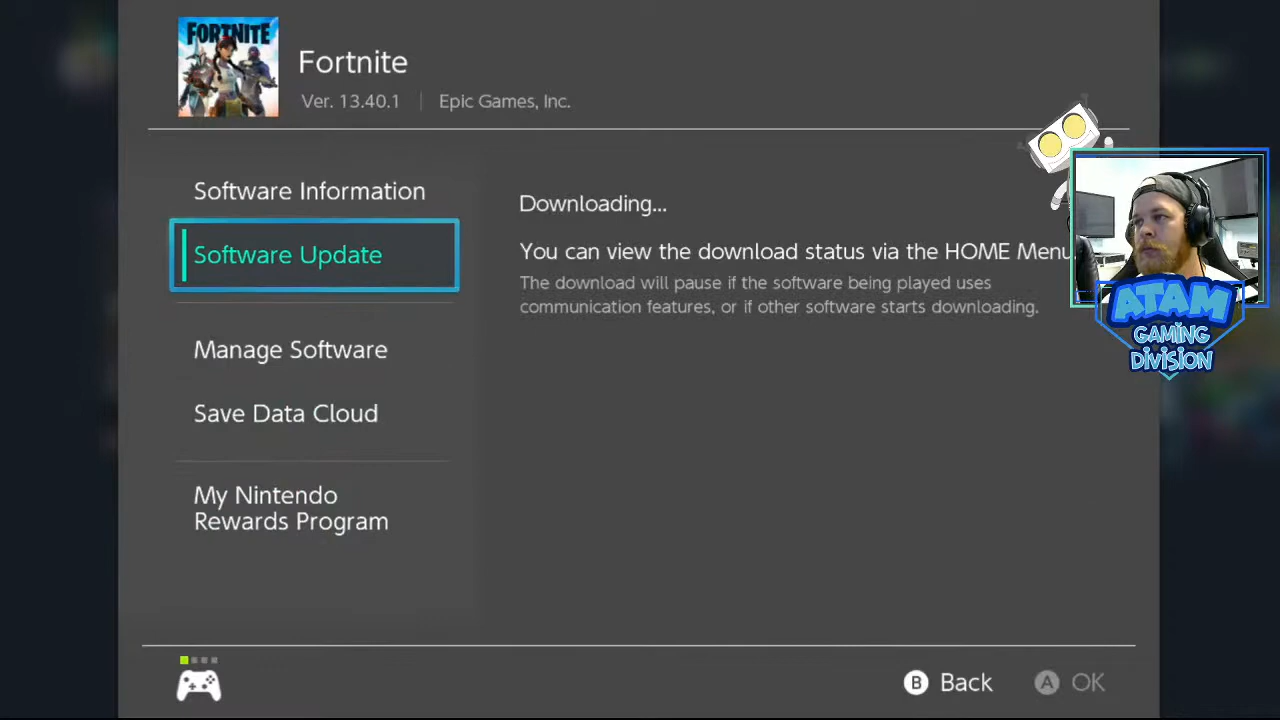 FORTNITE
Fortnite
Ver. 13.40.1 | Epic Games, Inc.
Software Information
Software Update
Manage Software
Save Data Cloud
My Nintendo
Rewards Program
Downloading...
You can view the download status via the HOME Menu.
The download will pause if the software being played uses
communication features, or if other software starts downloading.
ATAM
GAMING
DIVISION
B Back
A OK